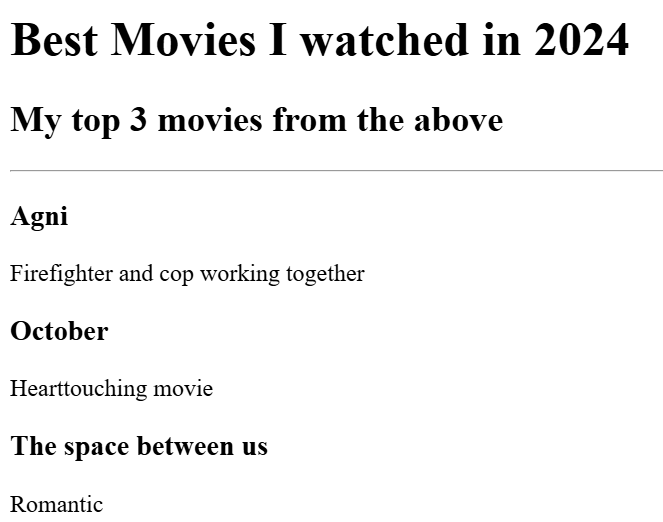 Best Movies I watched in 2024
My top 3 movies from the above
Agni
Firefighter and cop working together
October
Hearttouching movie
The space between us
Romantic